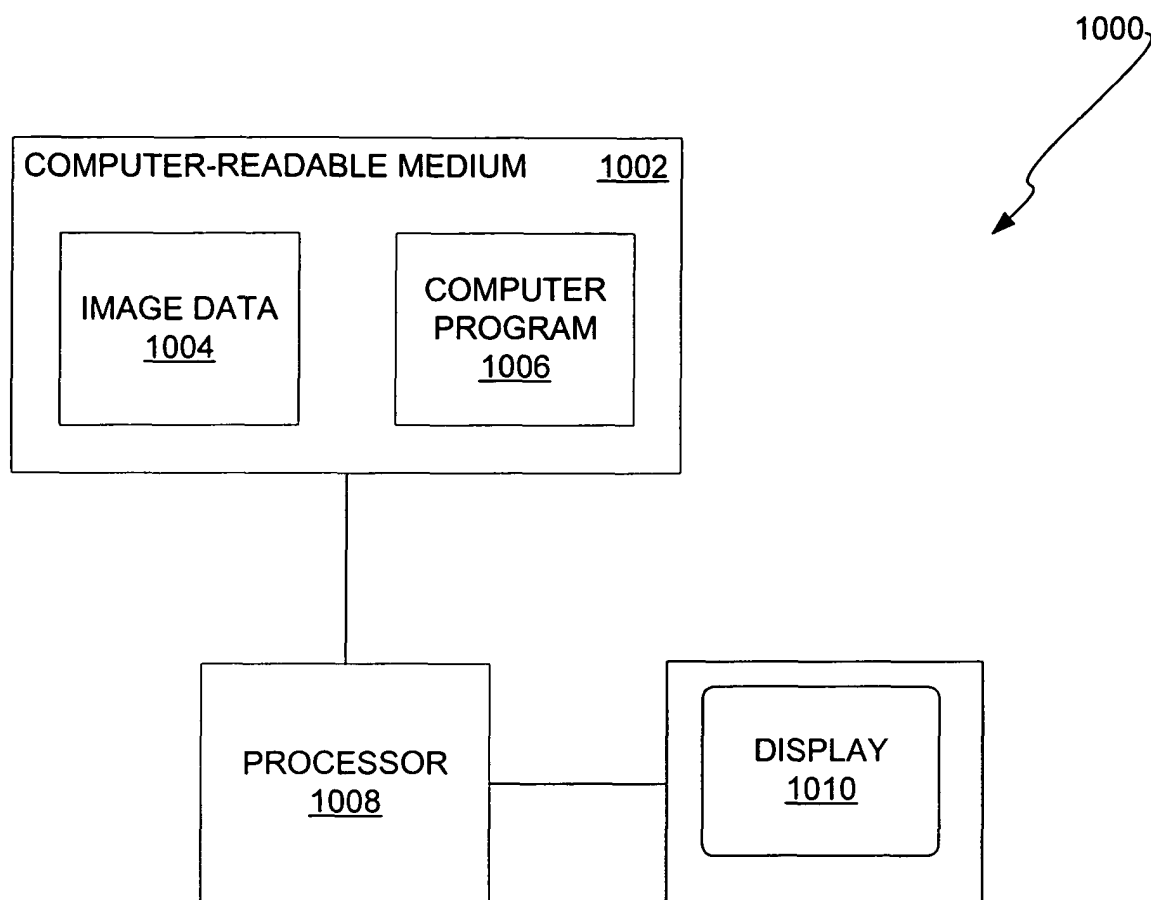 1000
COMPUTER-READABLE MEDIUM 1002
IMAGE DATA
1004
COMPUTER
PROGRAM
1006
PROCESSOR
1008
DISPLAY
1010